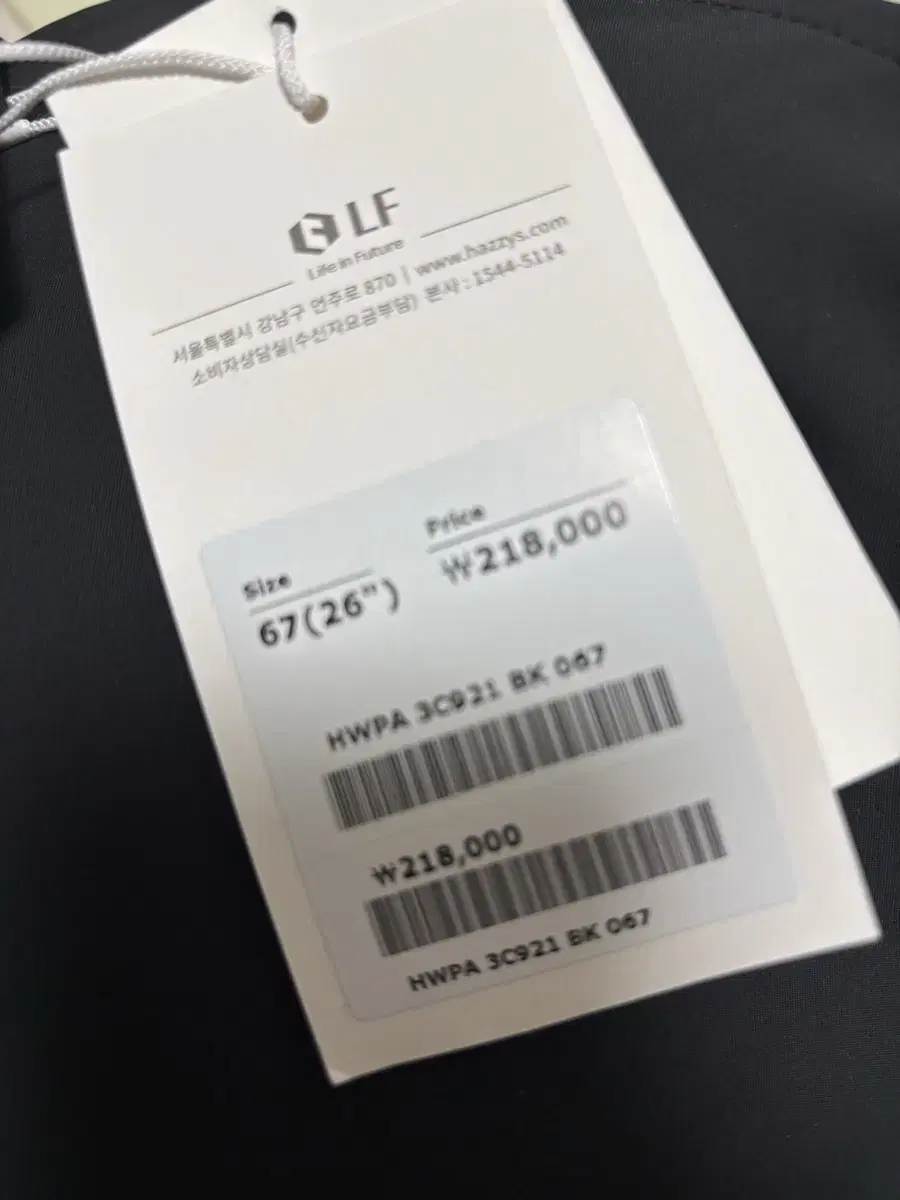 LF
Life in Future
서울특별시 강남구 언주로 870 | www.hazzys.com
소비자상담실(수신자요금부담) 본사 : 1544-5114
Size
67(26")
Price
₩218,000
HWPA 3C921 BK 067
₩218,000
HWPA 3C921 BK 067